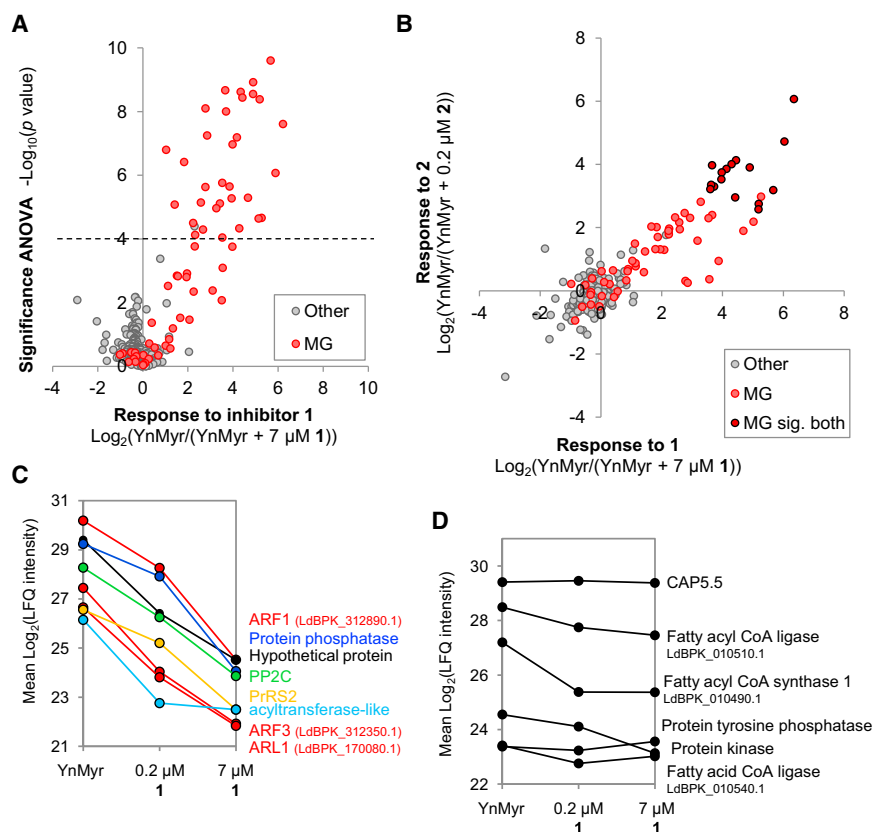 A
Significance ANOVA -Log10(p value)
10
8
6
4
2
0
-4 -2 0 2 4 6 8 10
Other
MG
Response to inhibitor 1
Log2(YnMyr/(YnMyr + 7 µM 1))
B
Response to 2
Log2(YnMyr/(YnMyr + 0.2 µM 2))
8
6
4
2
0
-2
-4
-4 -2 0 2 4 6 8
Other
MG
MG sig. both
Response to 1
Log2(YnMyr/(YnMyr + 7 µM 1))
C
Mean Log2(LFQ intensity)
31
29
27
25
23
21
YnMyr 0.2 µM 7 µM
1 1
ARF1 (LdBPK_312890.1)
Protein phosphatase
Hypothetical protein
PP2C
PrRS2
acyltransferase-like
ARF3 (LdBPK_312350.1)
ARL1 (LdBPK_170080.1)
D
Mean Log2(LFQ intensity)
30
28
26
24
22
YnMyr 0.2 µM 7 µM
1 1
CAP5.5
Fatty acyl CoA ligase
LdBPK_010510.1
Fatty acyl CoA synthase 1
LdBPK_010490.1
Protein tyrosine phosphatase
Protein kinase
Fatty acid CoA ligase
LdBPK_010540.1